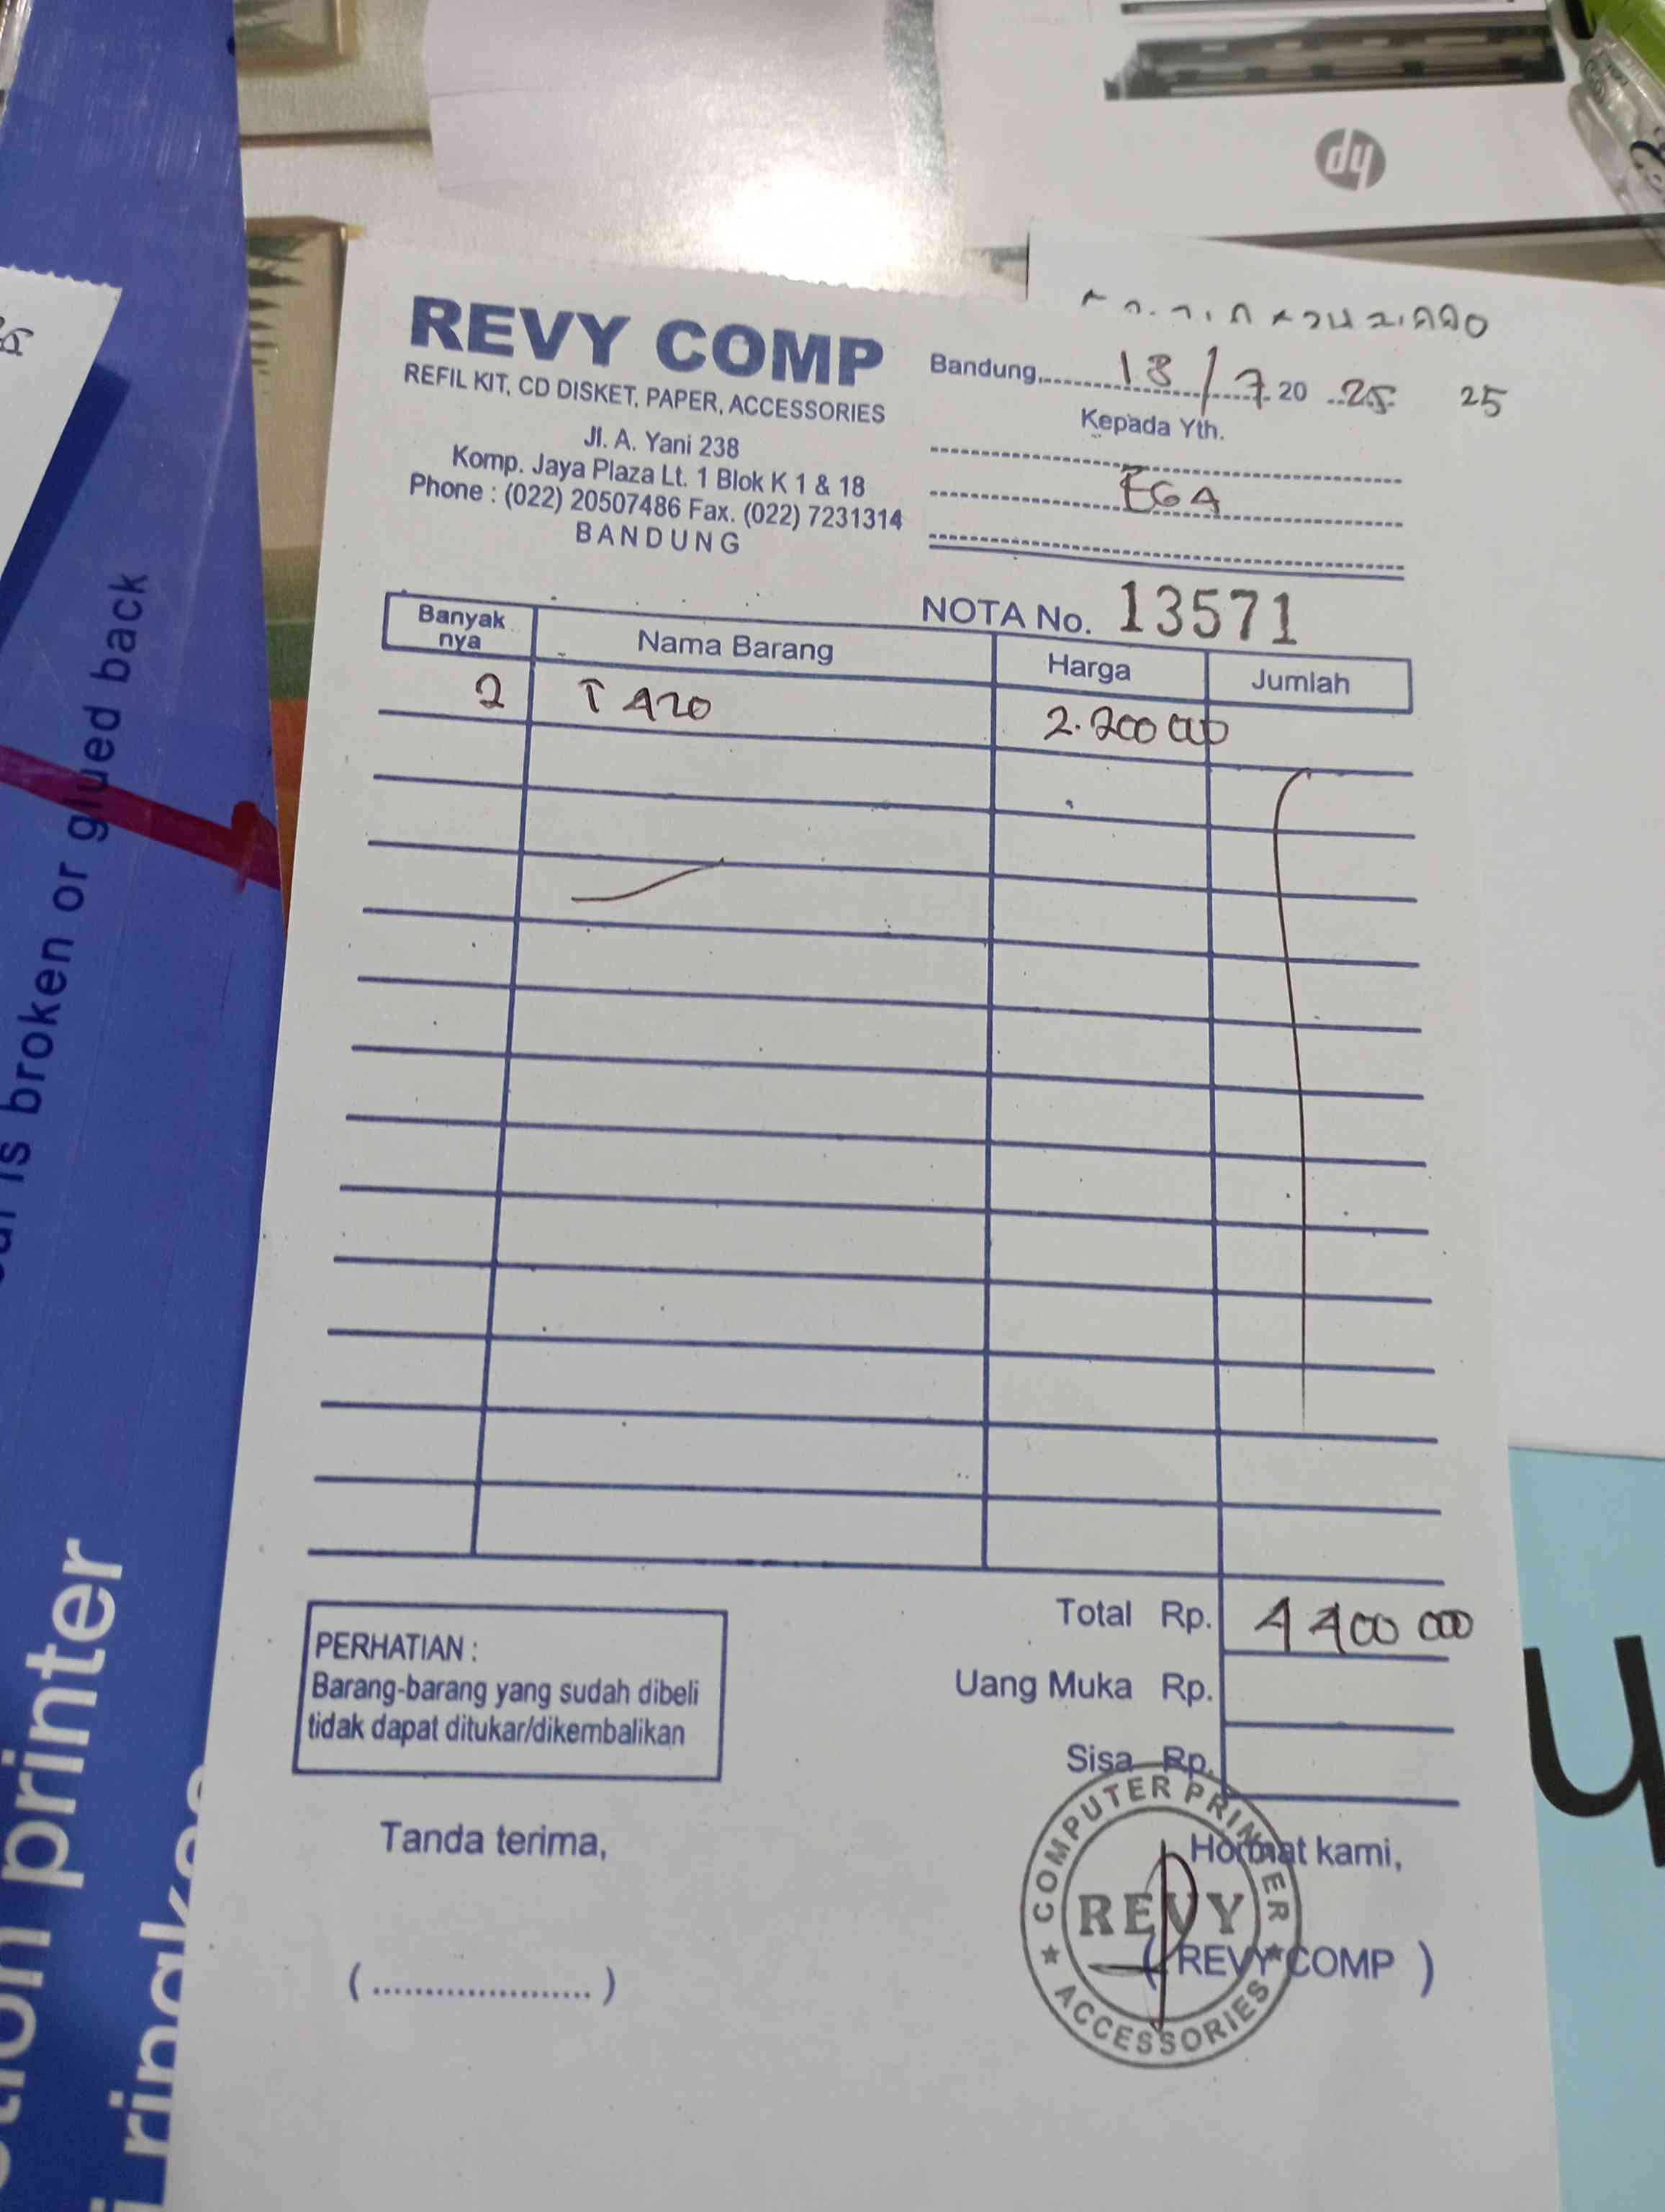 hp
REVY COMP
REFIL KIT, CD DISKET, PAPER, ACCESSORIES
Jl. A. Yani 238
Komp. Jaya Plaza Lt. 1 Blok K 1 & 18
Phone : (022) 20507486 Fax. (022) 7231314
BANDUNG
Bandung, 13/7 20 25 25
Kepada Yth.
EGA
NOTA No. 13571
Banyak nya Nama Barang Harga Jumlah
2 T 420 2.200 000
Total Rp. 4 400 000
Uang Muka Rp.
Sisa Rp.
PERHATIAN :
Barang-barang yang sudah dibeli
tidak dapat ditukar/dikembalikan
Tanda terima,
(.....................)
Hormat kami,
( REVY COMP )
COMPUTER PRINTER
REVY
★ ACCESSORIES ★
is broken or glued back
printer
ringkas